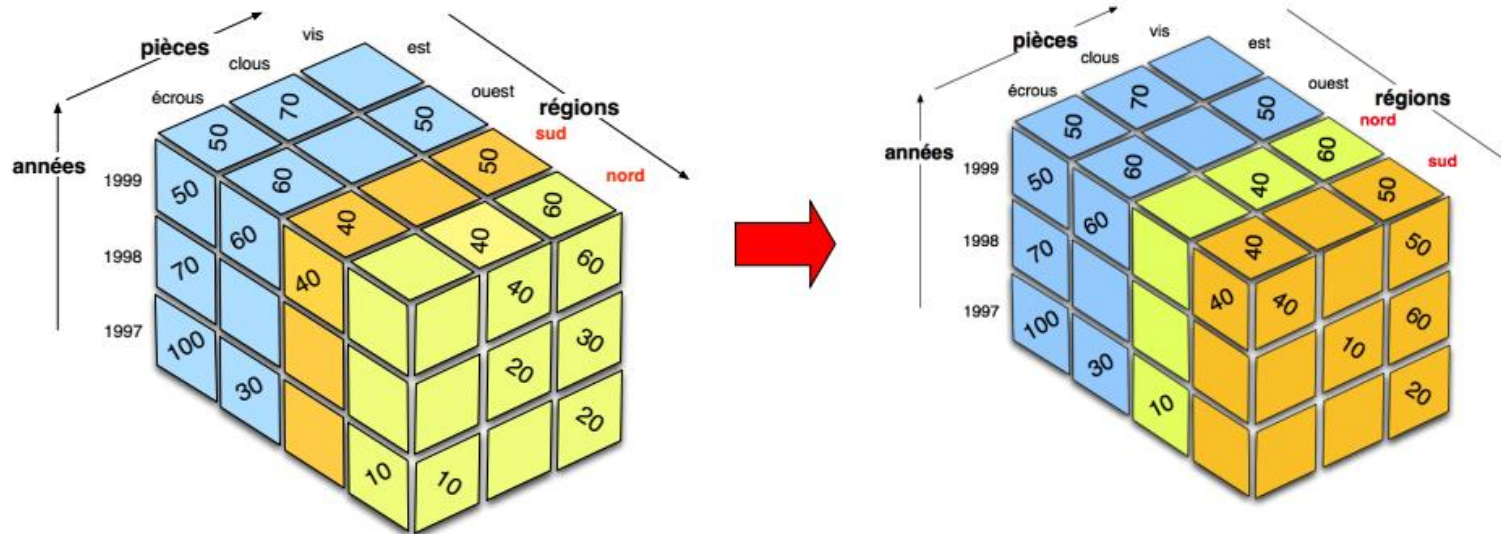 pièces
vis
clous
écrous
est
ouest
régions
sud
nord
années
1999
1998
1997
50 70
60 50
40 50
40 60
50 60 40
70
100 30 10
40 60
20 30
10 20
pièces
vis
clous
écrous
est
ouest
régions
nord
sud
années
1999
1998
1997
50 70
60 50
40 60
40 50
50 60 40
70
100 30 10
40 50
10 60
20